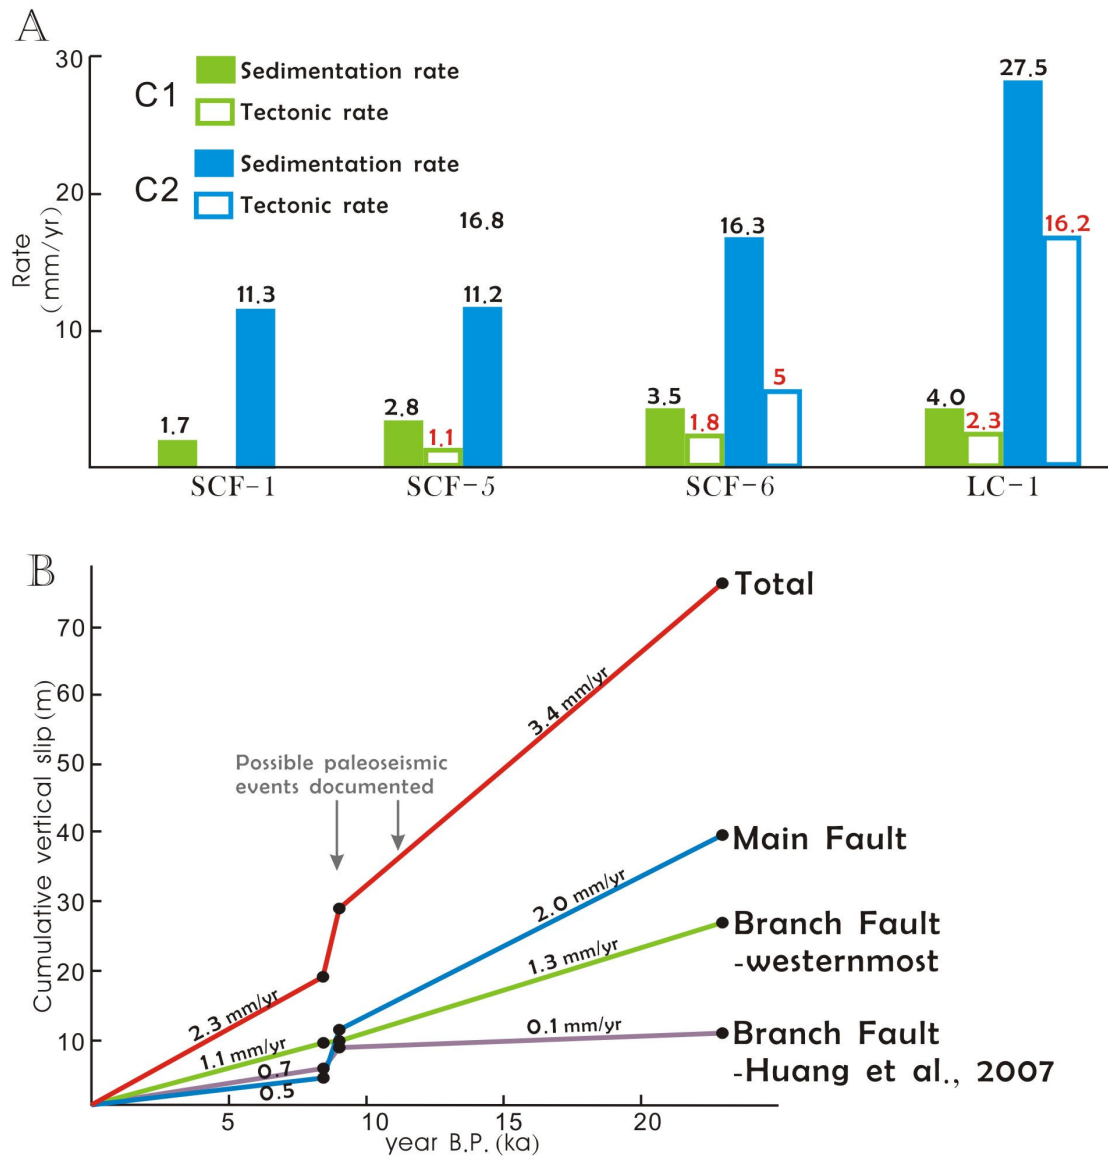 A
30
20
10
Rate
(mm/yr)
C1
Sedimentation rate
Tectonic rate
C2
Sedimentation rate
Tectonic rate
1.7
11.3
2.8
1.1
16.8
11.2
3.5
1.8
16.3
5
4.0
2.3
27.5
16.2
SCF-1
SCF-5
SCF-6
LC-1
B
Cumulative vertical slip (m)
70
60
50
40
30
20
10
Possible paleoseismic
events documented
Total
3.4 mm/yr
Main Fault
2.0 mm/yr
Branch Fault
-westernmost
1.3 mm/yr
Branch Fault
-Huang et al., 2007
0.1 mm/yr
2.3 mm/yr
1.1 mm/yr
0.7
0.5
5
10
15
20
year B.P. (ka)